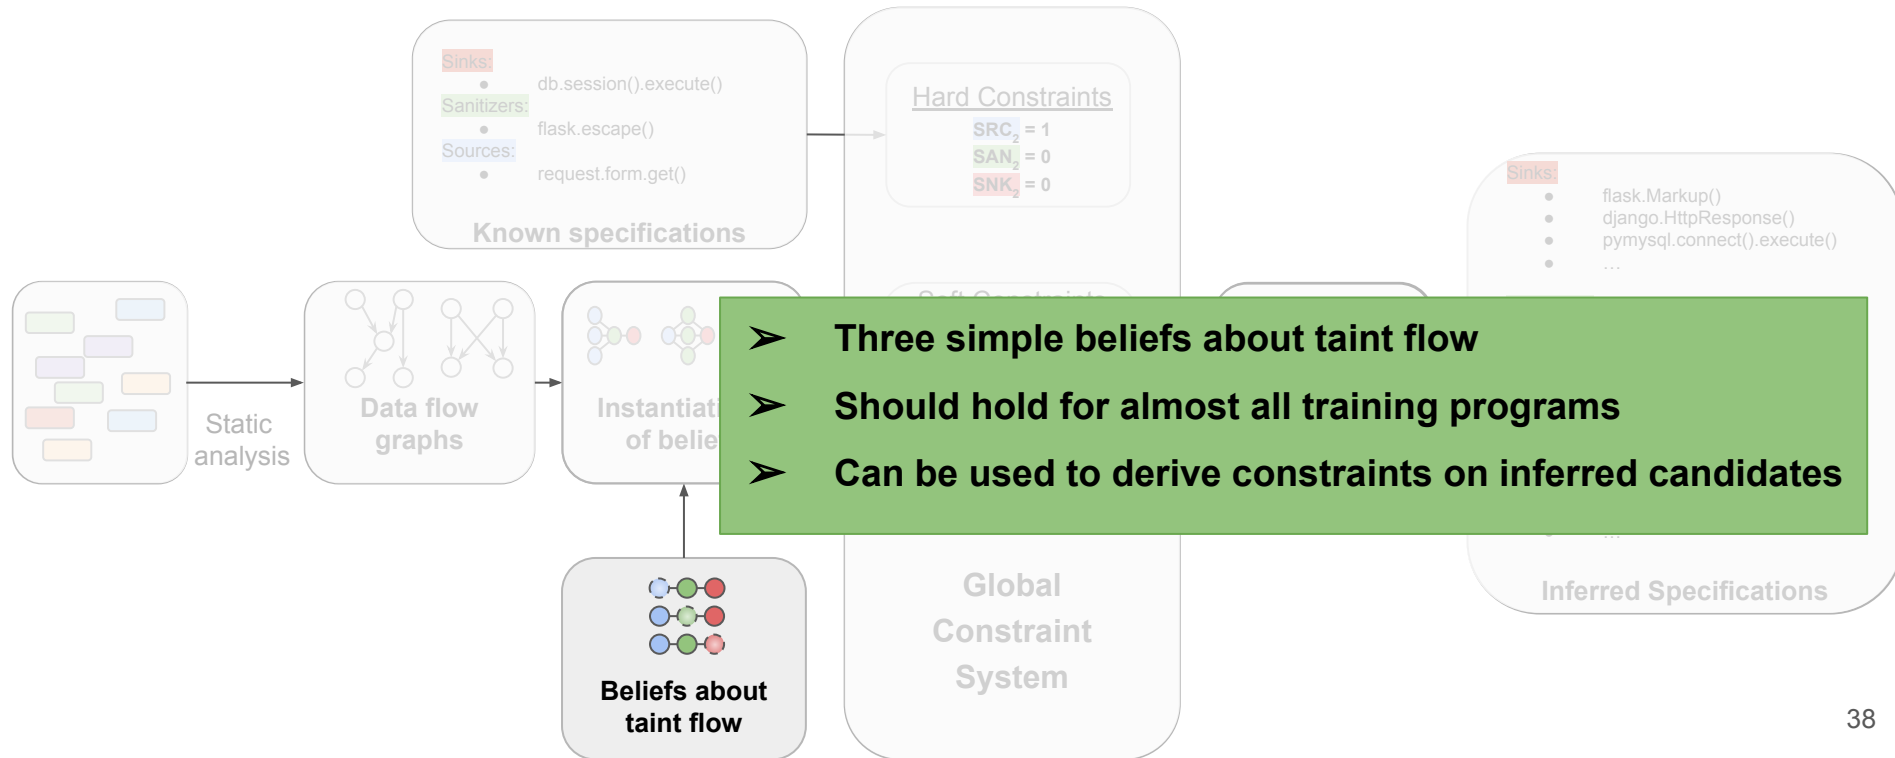 Sinks:
● db.session().execute()
Sanitizers:
● flask.escape()
Sources:
● request.form.get()
Known specifications
Hard Constraints
SRC₂ = 1
SAN₂ = 0
SNK₂ = 0
Sinks:
● flask.Markup()
● django.HttpResponse()
● pymysql.connect().execute()
● …
Static
analysis
Data flow
graphs
Instantiati
of belie
➢ Three simple beliefs about taint flow
➢ Should hold for almost all training programs
➢ Can be used to derive constraints on inferred candidates
…
Beliefs about
taint flow
Global
Constraint
System
Inferred Specifications
38